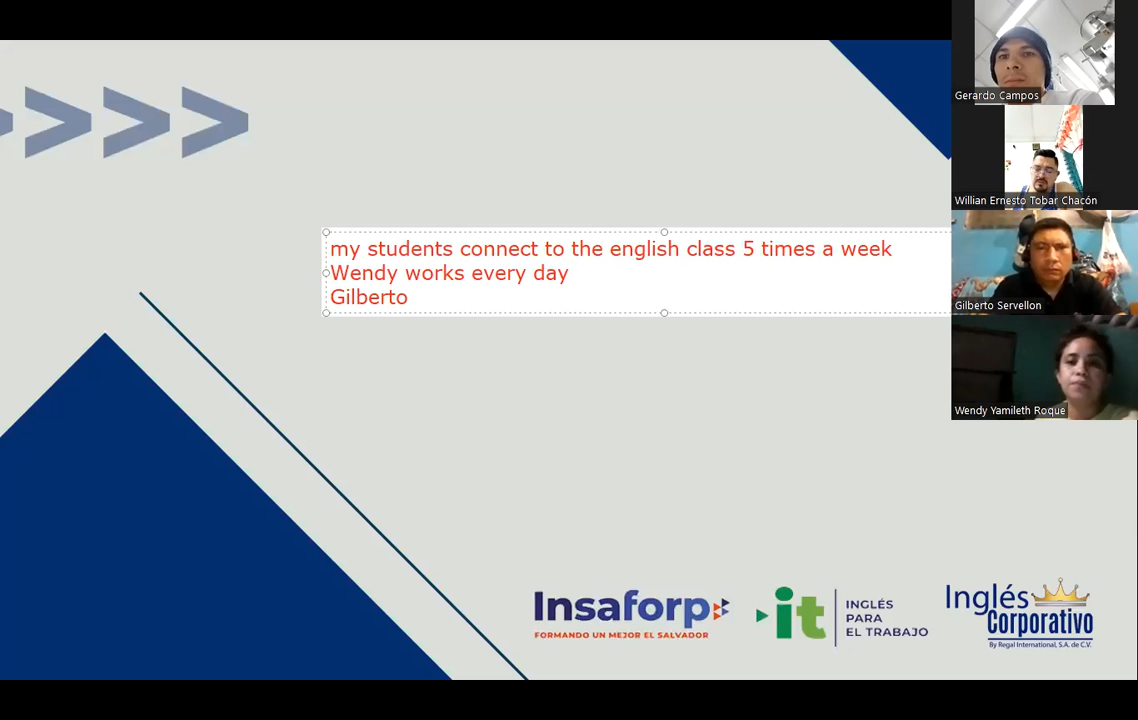 Gerardo Campos
Willian Ernesto Tobar Chacón
my students connect to the english class 5 times a week
Wendy works every day
Gilberto
Gilberto Servellon
Wendy Yamileth Roque
Insaforp
FORMANDO UN MEJOR EL SALVADOR
it
INGLÉS
PARA
EL TRABAJO
Inglés
Corporativo
By Regal International, S.A. de C.V.